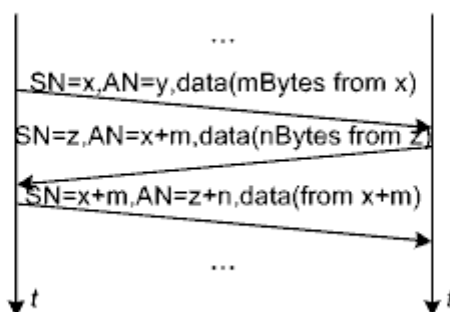 ...
SN=x,AN=y,data(mBytes from x)
SN=z,AN=x+m,data(nBytes from z)
SN=x+m,AN=z+n,data(from x+m)
...
t t